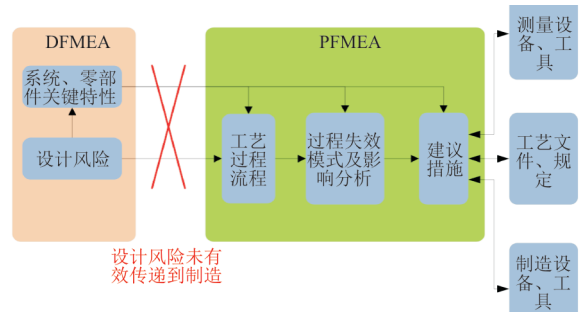 DFMEA
系统、零部
件关键特性
设计风险
设计风险未有
效传递到制造
PFMEA
工艺
过程
流程
过程失效
模式及影
响分析
建议
措施
测量设
备、工具
工艺文
件、规
定
制造设
备、工具